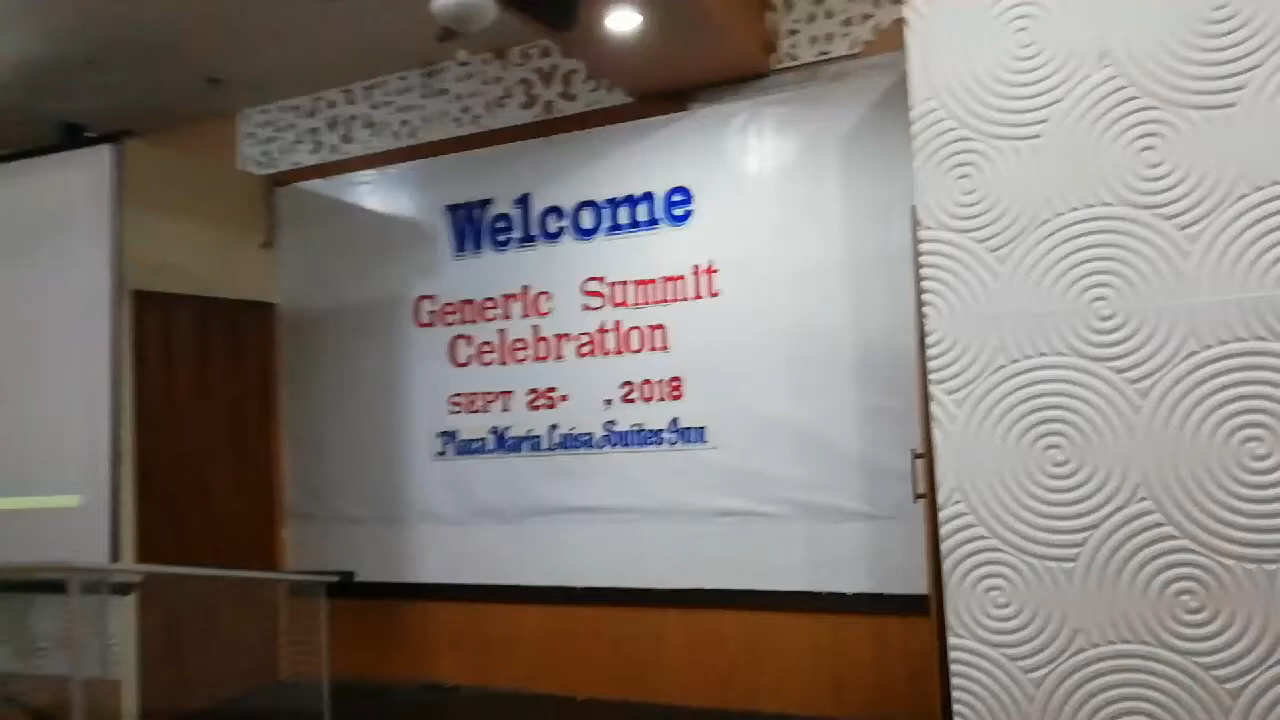 Welcome
Generic Summit
Celebration
SEPT 25- , 2018
Plaza Maria Luisa Suites Inn